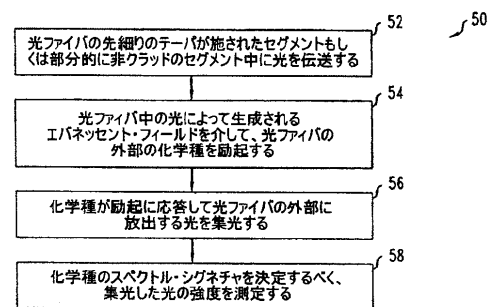 50
52
光ファイバの先細りのテーパが施されたセグメントもし
くは部分的に非クラッドのセグメント中に光を伝送する
54
光ファイバ中の光によって生成される
エバネッセント・フィールドを介して、光ファイバの
外部の化学種を励起する
56
化学種が励起に応答して光ファイバの外部に
放出する光を集光する
58
化学種のスペクトル・シグネチャを決定するべく、
集光した光の強度を測定する